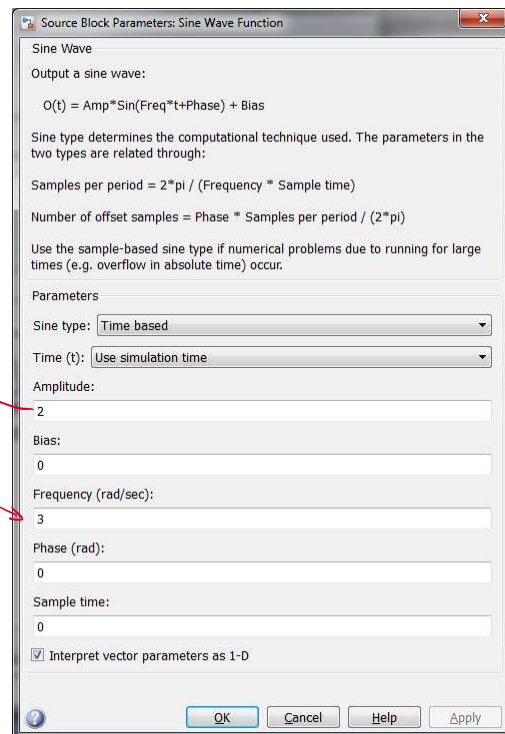 Source Block Parameters: Sine Wave Function
Sine Wave
Output a sine wave:
O(t) = Amp*Sin(Freq*t+Phase) + Bias
Sine type determines the computational technique used. The parameters in the
two types are related through:
Samples per period = 2*pi / (Frequency * Sample time)
Number of offset samples = Phase * Samples per period / (2*pi)
Use the sample-based sine type if numerical problems due to running for large
times (e.g. overflow in absolute time) occur.
Parameters
Sine type: Time based
Time (t): Use simulation time
Amplitude:
2
Bias:
0
Frequency (rad/sec):
3
Phase (rad):
0
Sample time:
0
Interpret vector parameters as 1-D
OK Cancel Help Apply